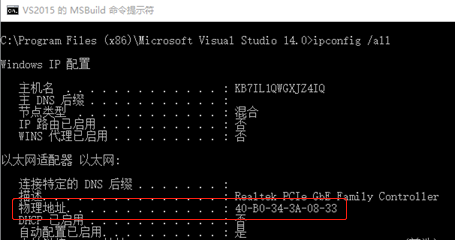 VS2015 的 MSBuild 命令提示符
C:\Program Files (x86)\Microsoft Visual Studio 14.0>ipconfig /all
Windows IP 配置
主机名 . . . . . . . . . . . . . : KB7IL1QWGXJZ4IQ
主 DNS 后缀 . . . . . . . . . . . :
节点类型 . . . . . . . . . . . . : 混合
IP 路由已启用 . . . . . . . . . . : 否
WINS 代理已启用 . . . . . . . . . : 否
以太网适配器 以太网:
连接特定的 DNS 后缀 . . . . . . . :
描述. . . . . . . . . . . . . . . : Realtek PCIe GbE Family Controller
物理地址. . . . . . . . . . . . . : 40-B0-34-3A-08-33
DHCP 已启用 . . . . . . . . . . . : 否
自动配置已启用. . . . . . . . . . : 是